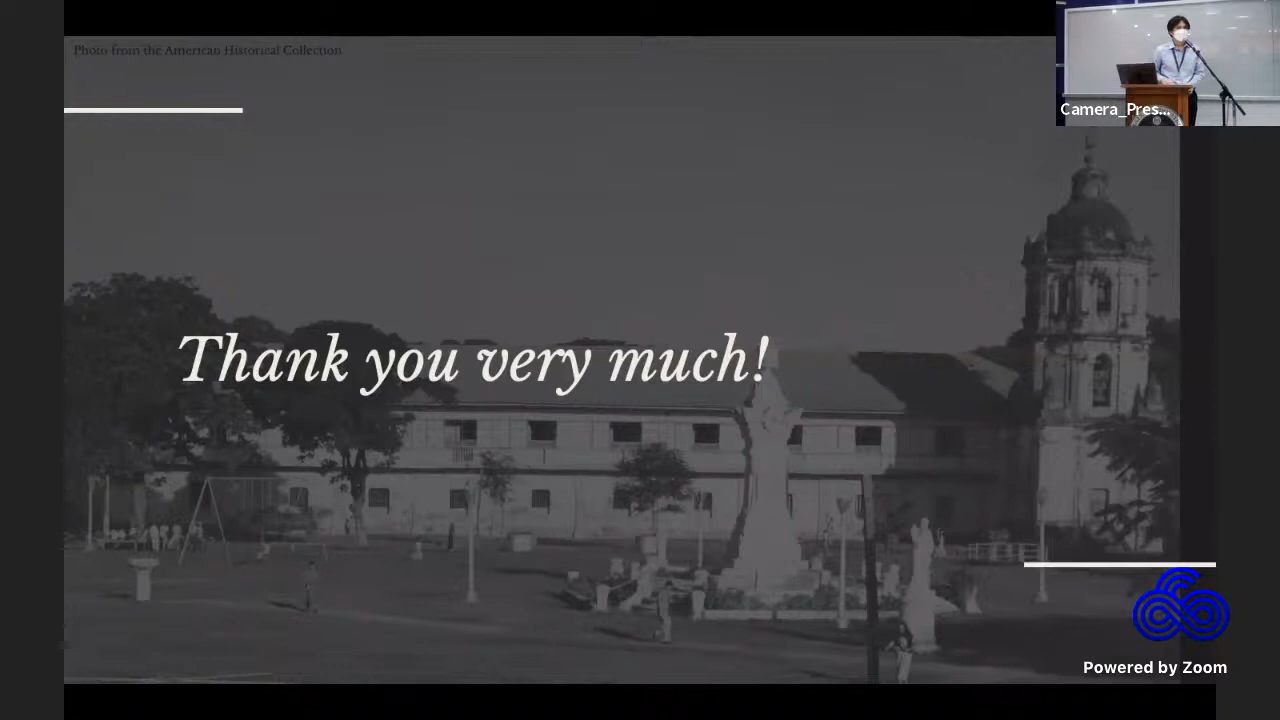 Photo from the American Historical Collection
Camera_Pres...
Thank you very much!
Powered by Zoom